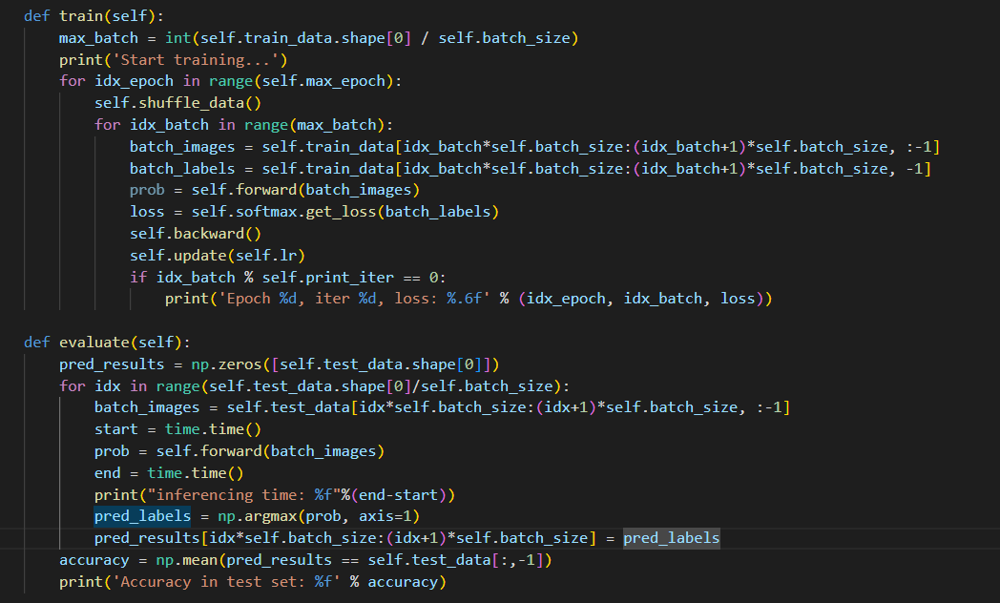 def train(self):
    max_batch = int(self.train_data.shape[0] / self.batch_size)
    print('Start training...')
    for idx_epoch in range(self.max_epoch):
        self.shuffle_data()
        for idx_batch in range(max_batch):
            batch_images = self.train_data[idx_batch*self.batch_size:(idx_batch+1)*self.batch_size, :-1]
            batch_labels = self.train_data[idx_batch*self.batch_size:(idx_batch+1)*self.batch_size, -1]
            prob = self.forward(batch_images)
            loss = self.softmax.get_loss(batch_labels)
            self.backward()
            self.update(self.lr)
            if idx_batch % self.print_iter == 0:
                print('Epoch %d, iter %d, loss: %.6f' % (idx_epoch, idx_batch, loss))

def evaluate(self):
    pred_results = np.zeros([self.test_data.shape[0]])
    for idx in range(self.test_data.shape[0]/self.batch_size):
        batch_images = self.test_data[idx*self.batch_size:(idx+1)*self.batch_size, :-1]
        start = time.time()
        prob = self.forward(batch_images)
        end = time.time()
        print("inferencing time: %f"%(end-start))
        pred_labels = np.argmax(prob, axis=1)
        pred_results[idx*self.batch_size:(idx+1)*self.batch_size] = pred_labels
    accuracy = np.mean(pred_results == self.test_data[:,-1])
    print('Accuracy in test set: %f' % accuracy)